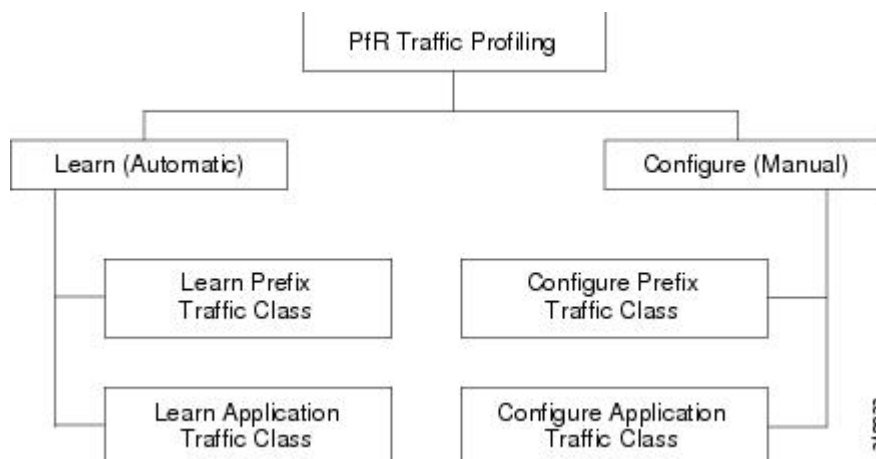 PfR Traffic Profiling
Learn (Automatic)
Configure (Manual)
Learn Prefix
Traffic Class
Configure Prefix
Traffic Class
Learn Application
Traffic Class
Configure Application
Traffic Class